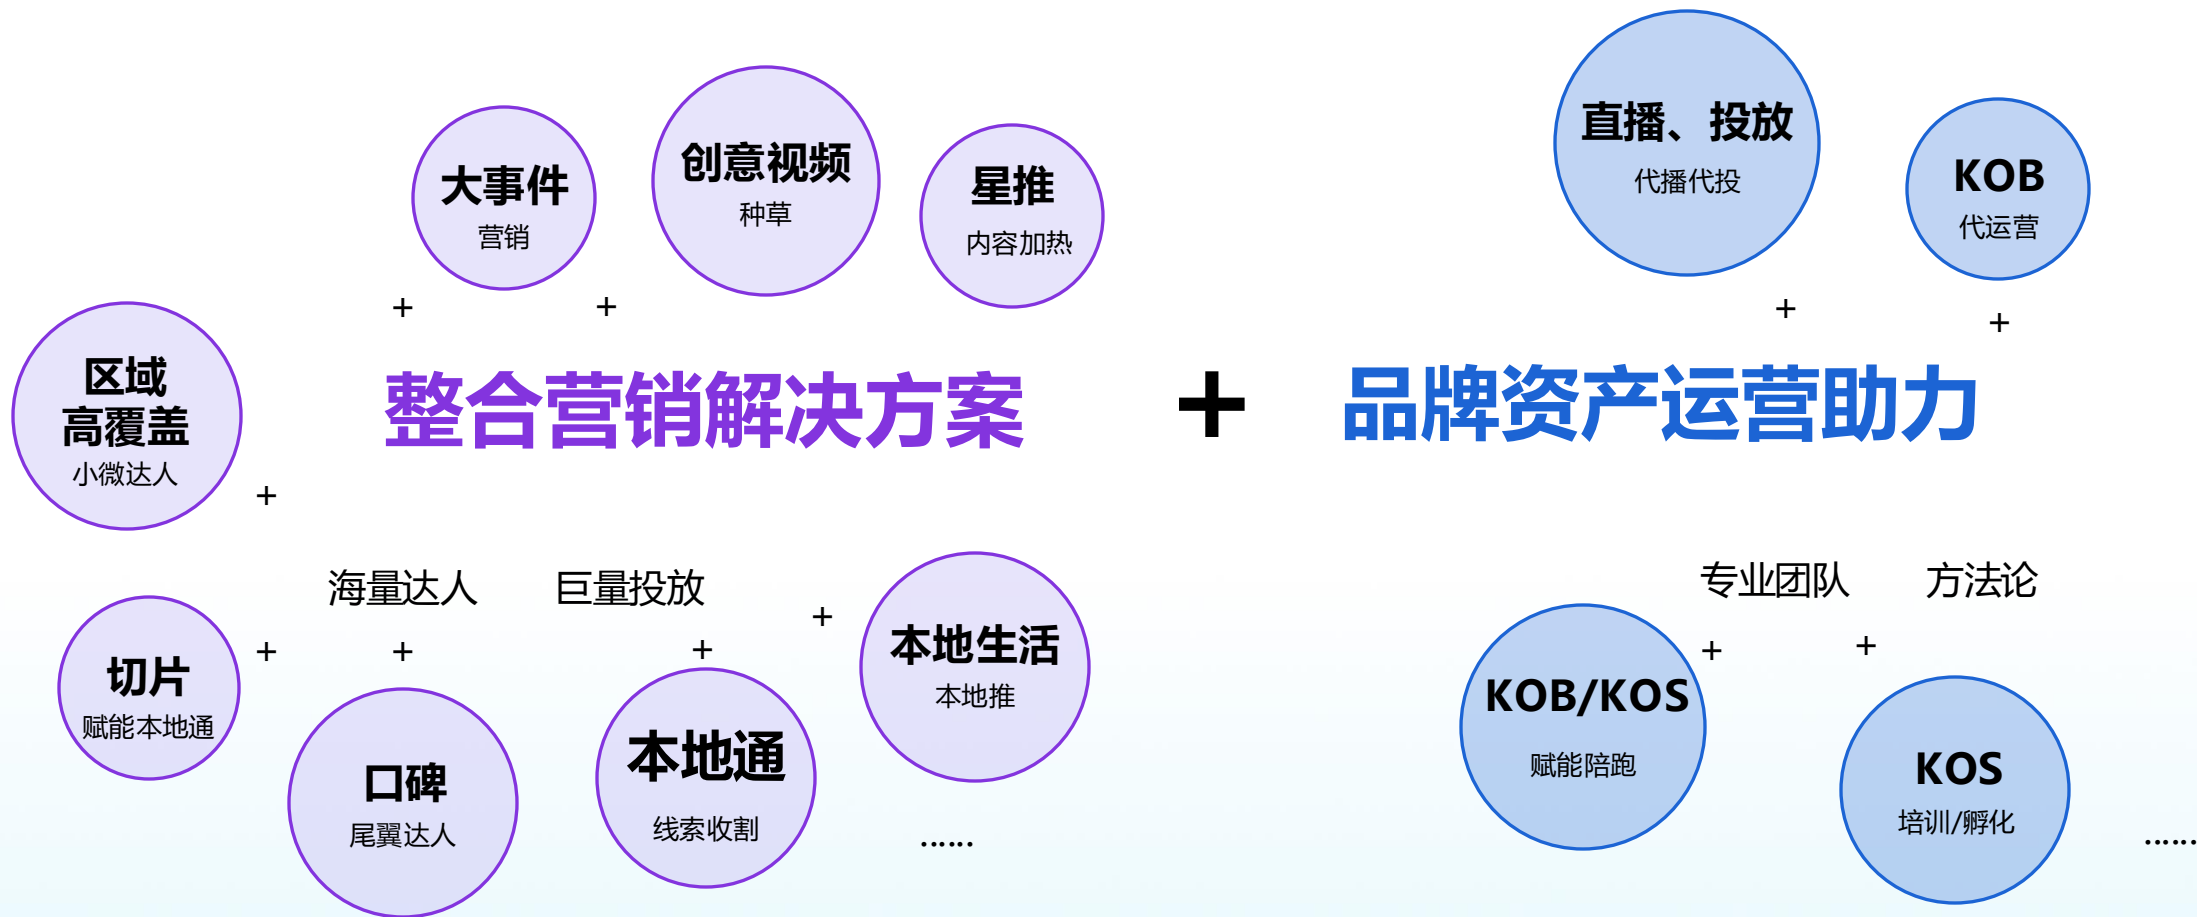 大事件
营销
创意视频
种草
星推
内容加热
直播、投放
代播代投
KOB
代运营
+
+
+
+
区域
高覆盖
小微达人
整合营销解决方案
+
品牌资产运营助力
+
海量达人
巨量投放
专业团队
方法论
+
+
+
+
+
+
切片
赋能本地通
口碑
尾翼达人
本地通
线索收割
本地生活
本地推
……
KOB/KOS
赋能陪跑
KOS
培训/孵化
……